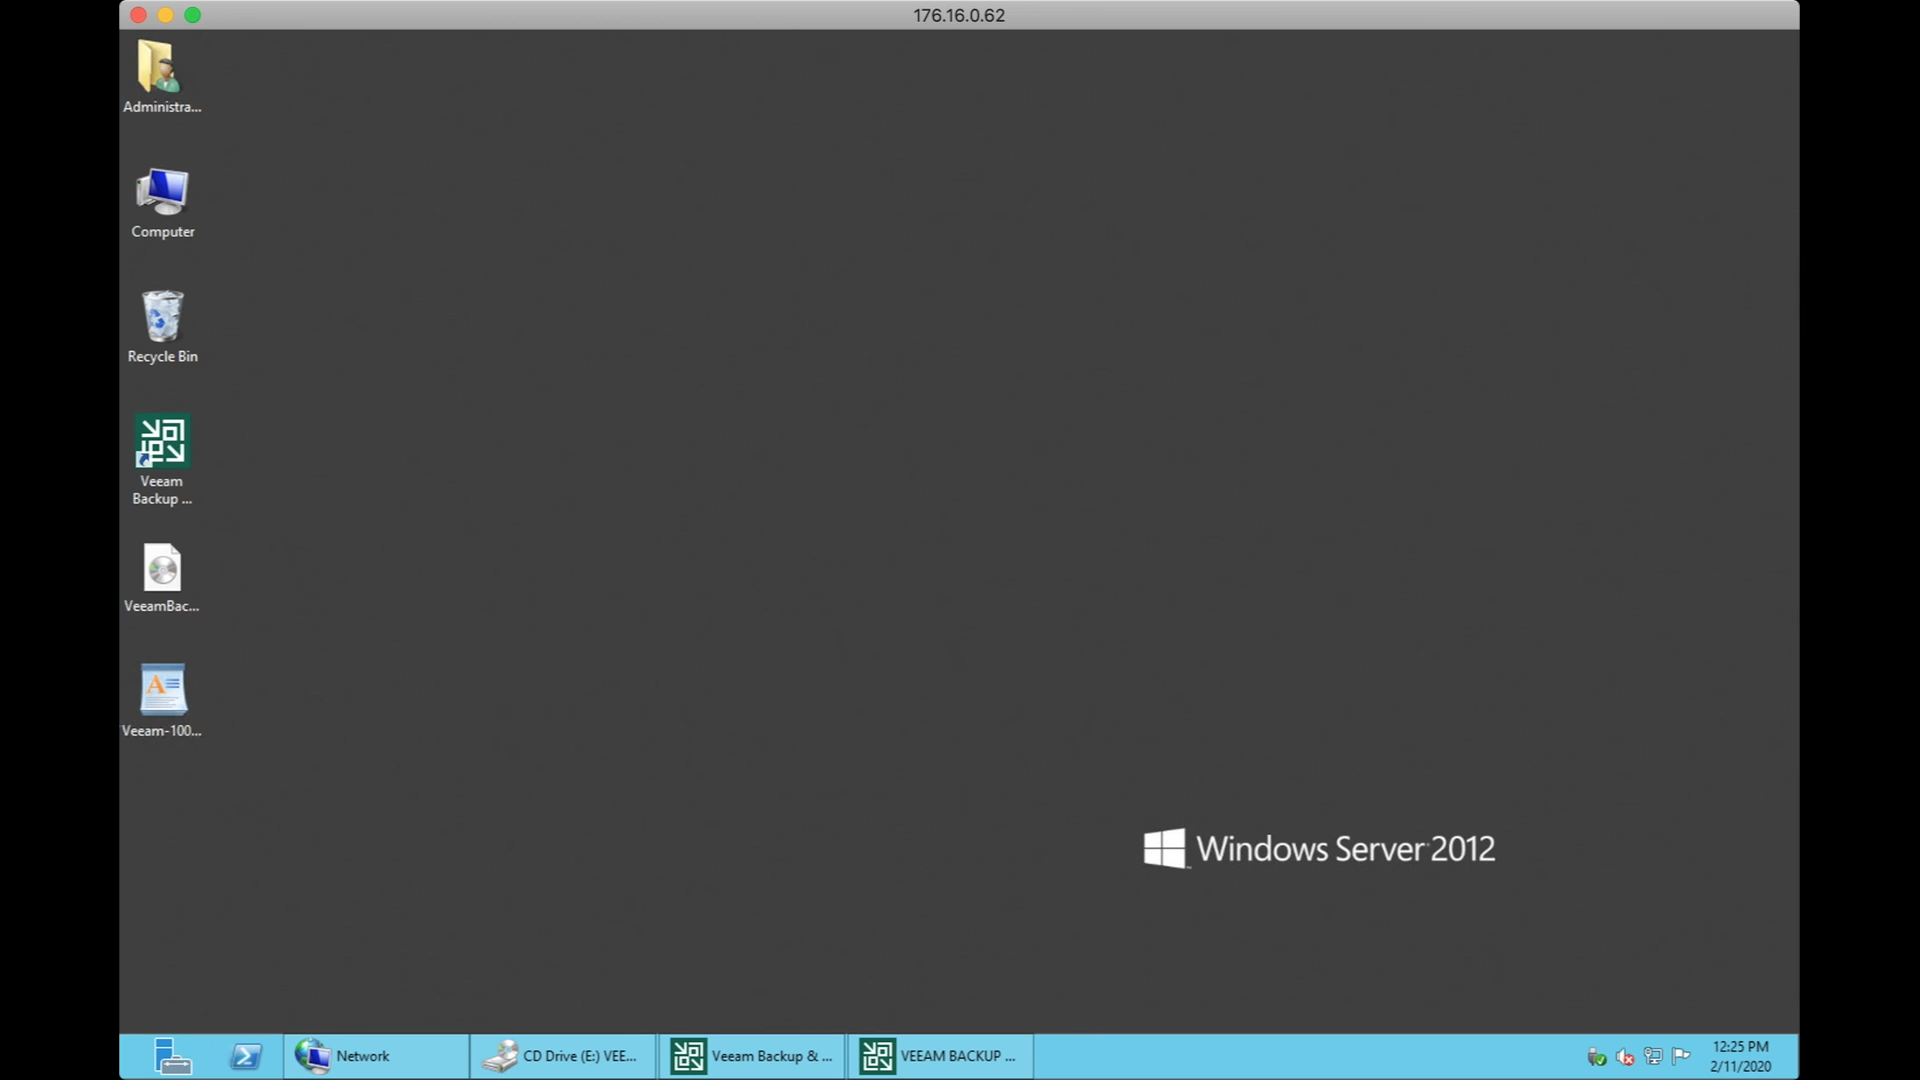 176.16.0.62
Administra...
Computer
Recycle Bin
Veeam
Backup ...
VeeamBac...
Veeam-100...
Windows Server 2012
Network
CD Drive (E:) VEE...
Veeam Backup & ...
VEEAM BACKUP ...
12:25 PM
2/11/2020